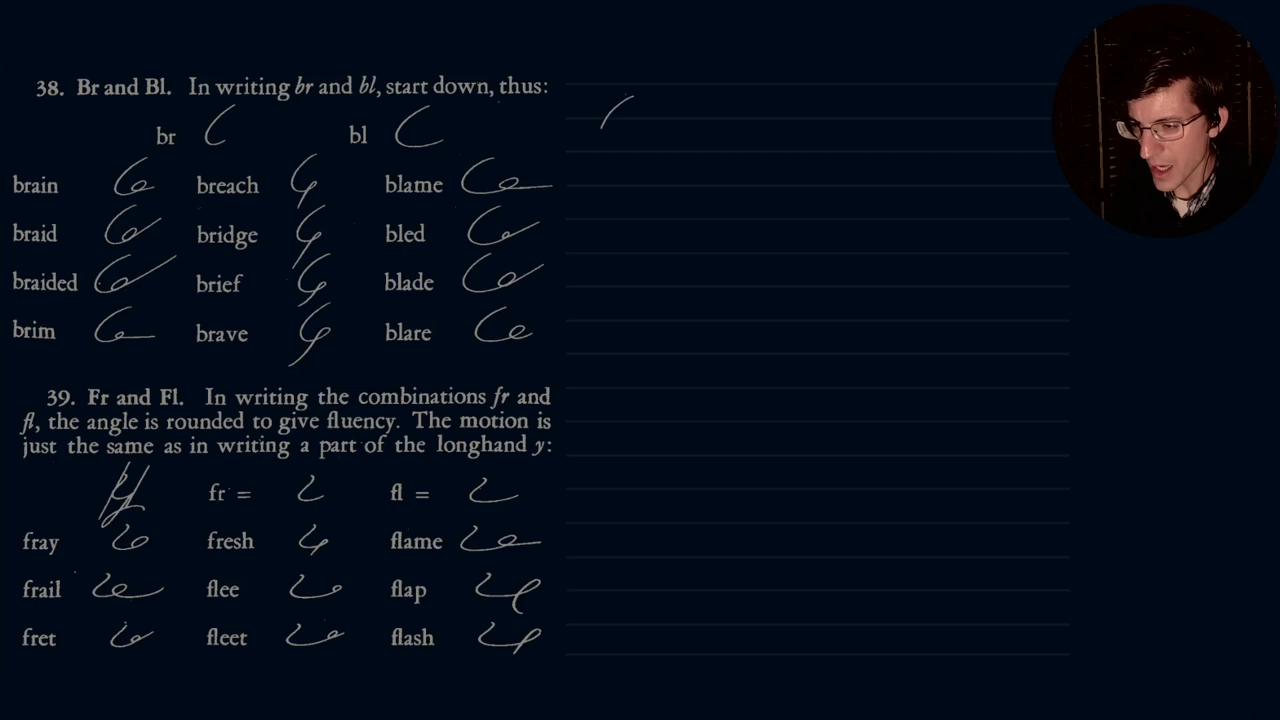 38. Br and Bl. In writing br and bl, start down, thus:
br bl
brain breach blame
braid bridge bled
braided brief blade
brim brave blare
39. Fr and Fl. In writing the combinations fr and
fl, the angle is rounded to give fluency. The motion is
just the same as in writing a part of the longhand y:
fr = fl =
fray fresh flame
frail flee flap
fret fleet flash